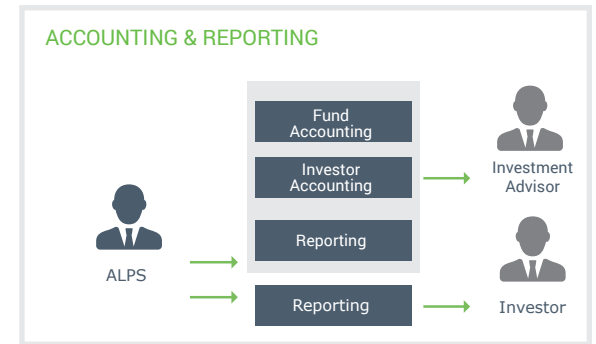 ACCOUNTING & REPORTING
Fund
Accounting
Investor
Accounting
Reporting
Investment
Advisor
ALPS
Reporting
Investor